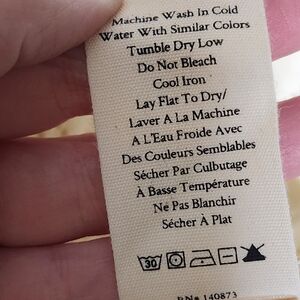 Machine Wash In Cold
Water With Similar Colors
Tumble Dry Low
Do Not Bleach
Cool Iron
Lay Flat To Dry/
Laver A La Machine
A L'Eau Froide Avec
Des Couleurs Semblables
Sécher Par Culbutage
À Basse Température
Ne Pas Blanchir
Sécher À Plat
30
140873